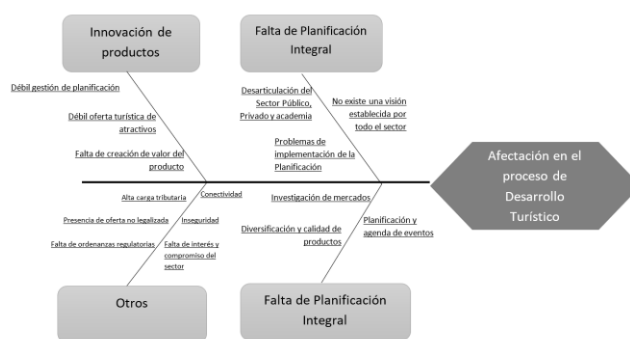 Innovación de
productos
Falta de Planificación
Integral
Débil gestión de planificación
Débil oferta turística de
atractivos
Falta de creación de valor del
producto
Desarticulación del
Sector Público,
Privado y academia
No existe una visión
establecida por
todo el sector
Problemas de
implementación de la
Planificación
Afectación en el
proceso de
Desarrollo
Turístico
Alta carga tributaria
Conectividad
Presencia de oferta no legalizada
Inseguridad
Falta de ordenanzas regulatorias
Falta de interés y
compromiso del
sector
Investigación de mercados
Diversificación y calidad de
productos
Planificación y
agenda de eventos
Otros
Falta de Planificación
Integral